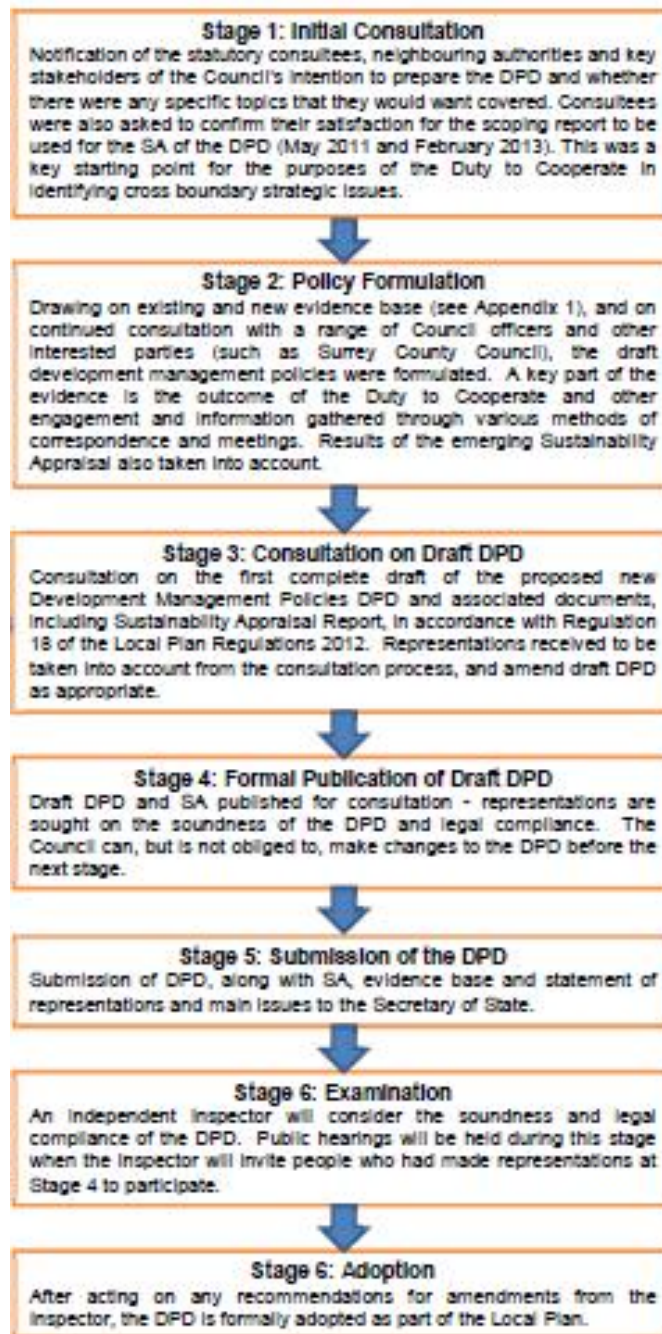 Stage 1: Initial Consultation
Notification of the statutory consultees, neighbouring authorities and key
stakeholders of the Council's intention to prepare the DPD and whether
there were any specific topics that they would want covered. Consultees
were also asked to confirm their satisfaction for the scoping report to be
used for the SA of the DPD (May 2011 and February 2013). This was a
key starting point for the purposes of the Duty to Cooperate in
identifying cross boundary strategic issues.
Stage 2: Policy Formulation
Drawing on existing and new evidence base (see Appendix 1), and on
continued consultation with a range of Council officers and other
interested parties (such as Surrey County Council), the draft
development management policies were formulated. A key part of the
evidence is the outcome of the Duty to Cooperate and other
engagement and information gathered through various methods of
correspondence and meetings. Results of the emerging Sustainability
Appraisal also taken into account.
Stage 3: Consultation on Draft DPD
Consultation on the first complete draft of the proposed new
Development Management Policies DPD and associated documents,
including Sustainability Appraisal Report, in accordance with Regulation
18 of the Local Plan Regulations 2012. Representations received to be
taken into account from the consultation process, and amend draft DPD
as appropriate.
Stage 4: Formal Publication of Draft DPD
Draft DPD and SA published for consultation - representations are
sought on the soundness of the DPD and legal compliance. The
Council can, but is not obliged to, make changes to the DPD before the
next stage.
Stage 5: Submission of the DPD
Submission of DPD, along with SA, evidence base and statement of
representations and main issues to the Secretary of State.
Stage 6: Examination
An independent inspector will consider the soundness and legal
compliance of the DPD. Public hearings will be held during this stage
when the inspector will invite people who had made representations at
Stage 4 to participate.
Stage 6: Adoption
After acting on any recommendations for amendments from the
Inspector, the DPD is formally adopted as part of the Local Plan.